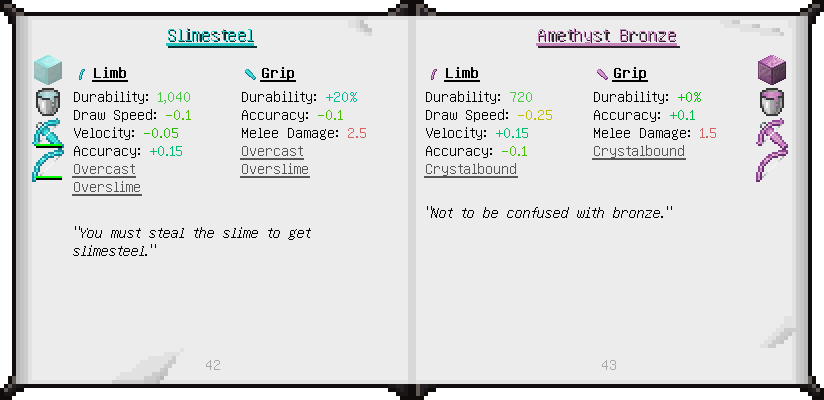 Slimesteel
Limb
Durability: 1,040
Draw Speed: -0.1
Velocity: -0.05
Accuracy: +0.15
Overcast
Overslime
Grip
Durability: +20%
Accuracy: -0.1
Melee Damage: 2.5
Overcast
Overslime
"You must steal the slime to get
slimesteel."
42
Amethyst Bronze
Limb
Durability: 720
Draw Speed: -0.25
Velocity: +0.15
Accuracy: -0.1
Crystalbound
Grip
Durability: +0%
Accuracy: +0.1
Melee Damage: 1.5
Crystalbound
"Not to be confused with bronze."
43